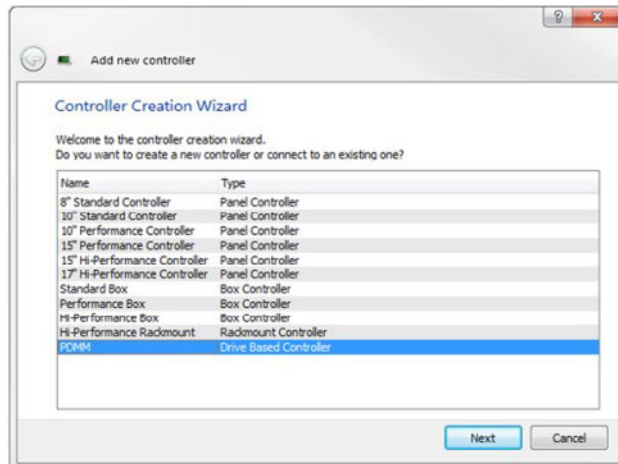 Add new controller
Controller Creation Wizard
Welcome to the controller creation wizard.
Do you want to create a new controller or connect to an existing one?
Name Type
8" Standard Controller Panel Controller
10" Standard Controller Panel Controller
10" Performance Controller Panel Controller
15" Performance Controller Panel Controller
15" Hi-Performance Controller Panel Controller
17" Hi-Performance Controller Panel Controller
Standard Box Box Controller
Performance Box Box Controller
Hi-Performance Box Box Controller
Hi-Performance Rackmount Rackmount Controller
PDMM Drive Based Controller
Next Cancel